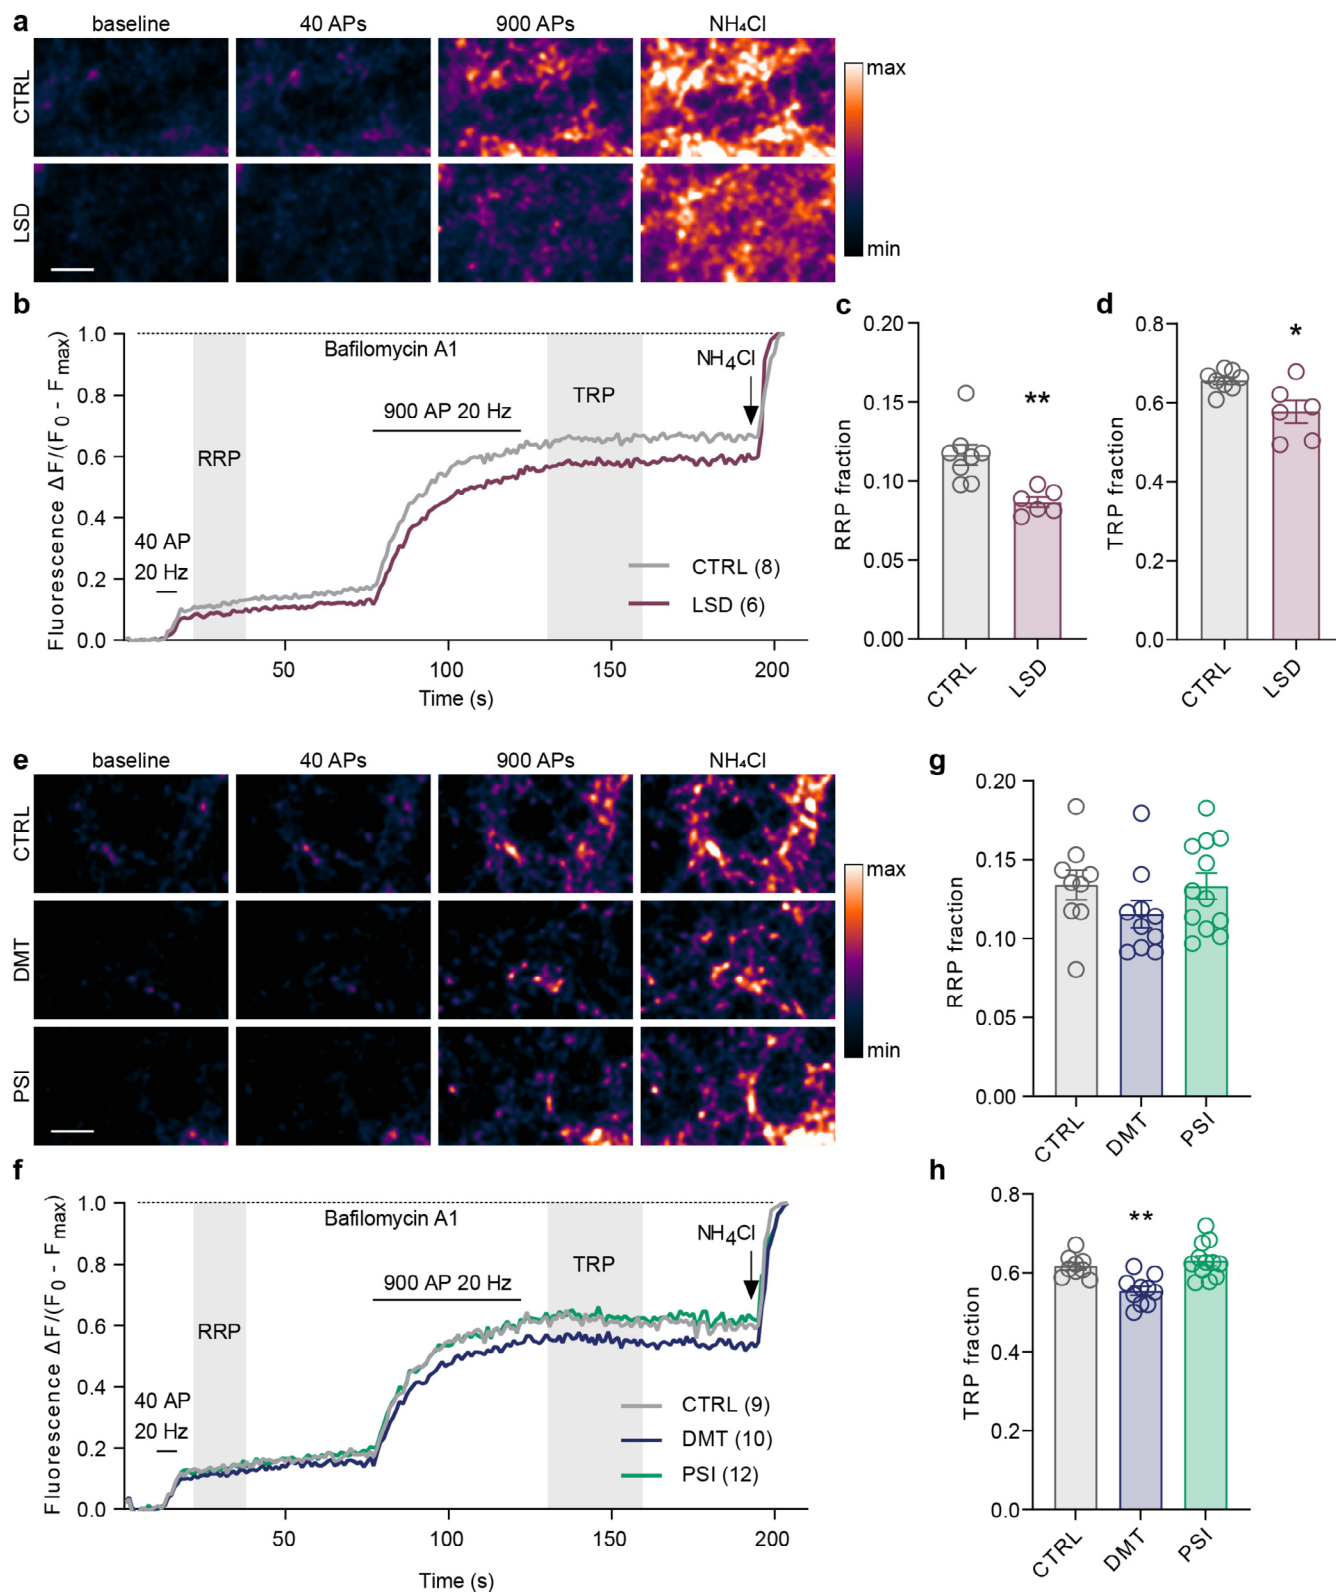 a
baseline 40 APs 900 APs NH₄Cl
CTRL
LSD
max
min
b
Fluorescence ΔF/(F0 - Fmax)
1.0
0.8
0.6
0.4
0.2
0.0
Bafilomycin A1
NH4Cl
RRP
900 AP 20 Hz
TRP
40 AP
20 Hz
CTRL (8)
LSD (6)
50 100 150 200
Time (s)
c
RRP fraction
0.20
0.15
0.10
0.05
0.00
**
CTRL LSD
d
TRP fraction
0.8
0.6
0.4
0.2
0.0
*
CTRL LSD
e
baseline 40 APs 900 APs NH₄Cl
CTRL
DMT
PSI
max
min
g
RRP fraction
0.20
0.15
0.10
0.05
0.00
CTRL DMT PSI
f
Fluorescence ΔF/(F0 - Fmax)
1.0
0.8
0.6
0.4
0.2
0.0
Bafilomycin A1
NH4Cl
900 AP 20 Hz
TRP
RRP
40 AP
20 Hz
CTRL (9)
DMT (10)
PSI (12)
50 100 150 200
Time (s)
h
TRP fraction
0.8
0.6
0.4
0.2
0.0
**
CTRL DMT PSI